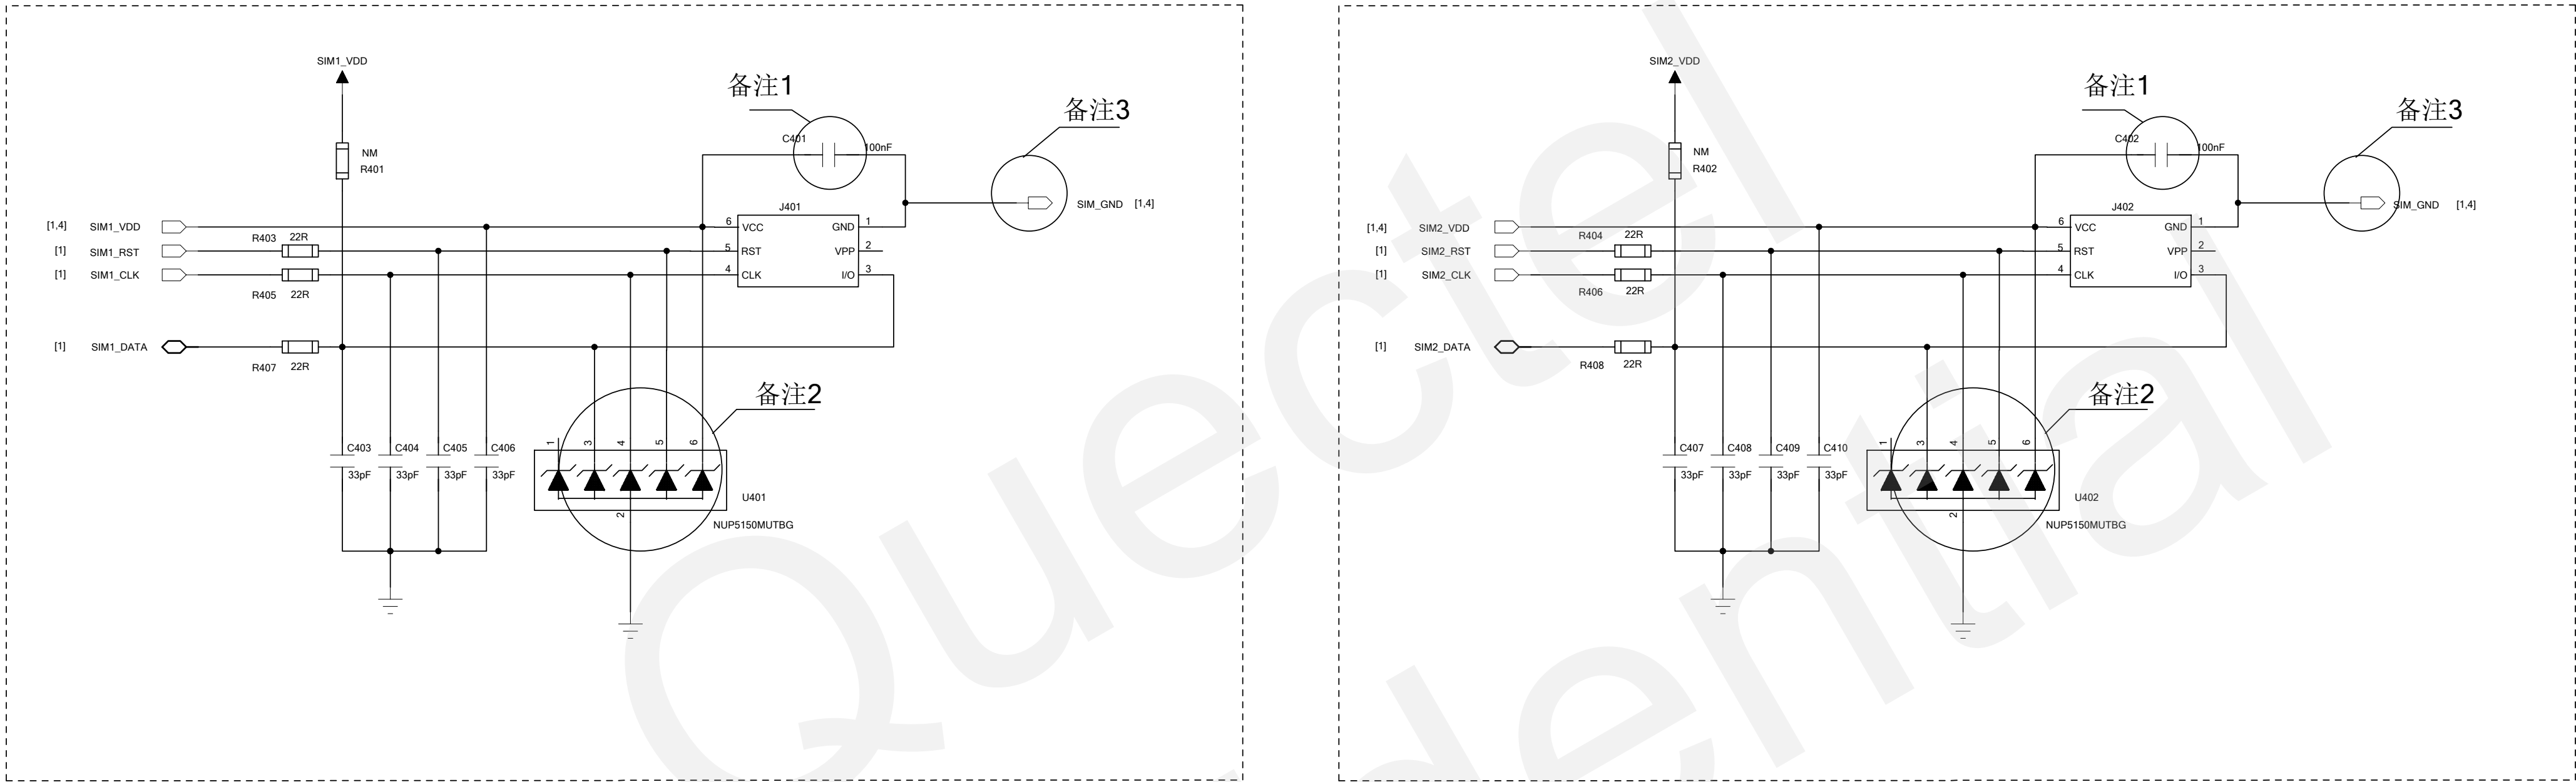 SIM1_VDD
备注1
备注3
C401
100nF
NM
R401
J401
[1,4] SIM1_VDD
6 VCC GND 1
SIM_GND [1,4]
R403 22R
[1] SIM1_RST
5 RST VPP 2
[1] SIM1_CLK
4 CLK I/O 3
R405 22R
[1] SIM1_DATA
R407 22R
备注2
1 3 4 5 6
C403 C404 C405 C406
33pF 33pF 33pF 33pF
U401
2
NUP5150MUTBG
SIM2_VDD
备注1
备注3
C402
100nF
NM
R402
J402
[1,4] SIM2_VDD
6 VCC GND 1
SIM_GND [1,4]
R404 22R
[1] SIM2_RST
5 RST VPP 2
[1] SIM2_CLK
4 CLK I/O 3
R406 22R
[1] SIM2_DATA
R408 22R
备注2
1 3 4 5 6
C407 C408 C409 C410
33pF 33pF 33pF 33pF
U402
2
NUP5150MUTBG
Quectel
dential